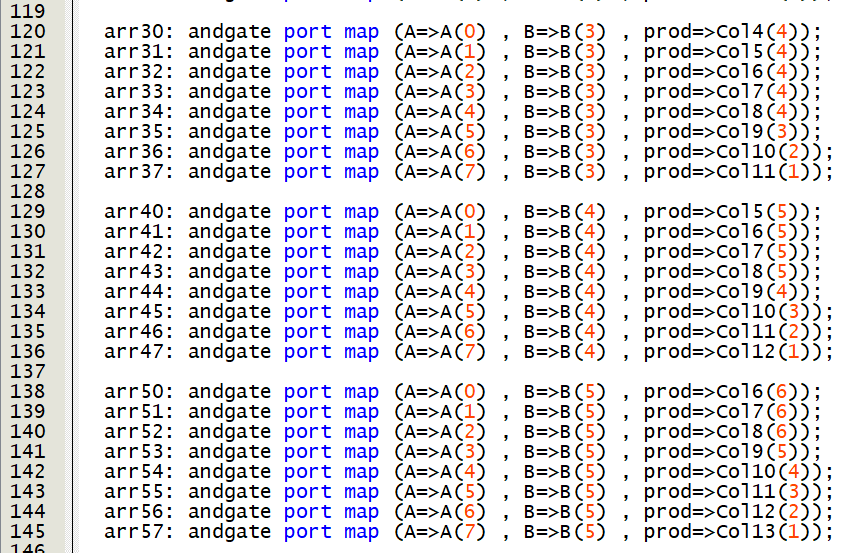 119
120 arr30: andgate port map (A=>A(0) , B=>B(3) , prod=>Col4(4));
121 arr31: andgate port map (A=>A(1) , B=>B(3) , prod=>Col5(4));
122 arr32: andgate port map (A=>A(2) , B=>B(3) , prod=>Col6(4));
123 arr33: andgate port map (A=>A(3) , B=>B(3) , prod=>Col7(4));
124 arr34: andgate port map (A=>A(4) , B=>B(3) , prod=>Col8(4));
125 arr35: andgate port map (A=>A(5) , B=>B(3) , prod=>Col9(3));
126 arr36: andgate port map (A=>A(6) , B=>B(3) , prod=>Col10(2));
127 arr37: andgate port map (A=>A(7) , B=>B(3) , prod=>Col11(1));
128
129 arr40: andgate port map (A=>A(0) , B=>B(4) , prod=>Col5(5));
130 arr41: andgate port map (A=>A(1) , B=>B(4) , prod=>Col6(5));
131 arr42: andgate port map (A=>A(2) , B=>B(4) , prod=>Col7(5));
132 arr43: andgate port map (A=>A(3) , B=>B(4) , prod=>Col8(5));
133 arr44: andgate port map (A=>A(4) , B=>B(4) , prod=>Col9(4));
134 arr45: andgate port map (A=>A(5) , B=>B(4) , prod=>Col10(3));
135 arr46: andgate port map (A=>A(6) , B=>B(4) , prod=>Col11(2));
136 arr47: andgate port map (A=>A(7) , B=>B(4) , prod=>Col12(1));
137
138 arr50: andgate port map (A=>A(0) , B=>B(5) , prod=>Col6(6));
139 arr51: andgate port map (A=>A(1) , B=>B(5) , prod=>Col7(6));
140 arr52: andgate port map (A=>A(2) , B=>B(5) , prod=>Col8(6));
141 arr53: andgate port map (A=>A(3) , B=>B(5) , prod=>Col9(5));
142 arr54: andgate port map (A=>A(4) , B=>B(5) , prod=>Col10(4));
143 arr55: andgate port map (A=>A(5) , B=>B(5) , prod=>Col11(3));
144 arr56: andgate port map (A=>A(6) , B=>B(5) , prod=>Col12(2));
145 arr57: andgate port map (A=>A(7) , B=>B(5) , prod=>Col13(1));